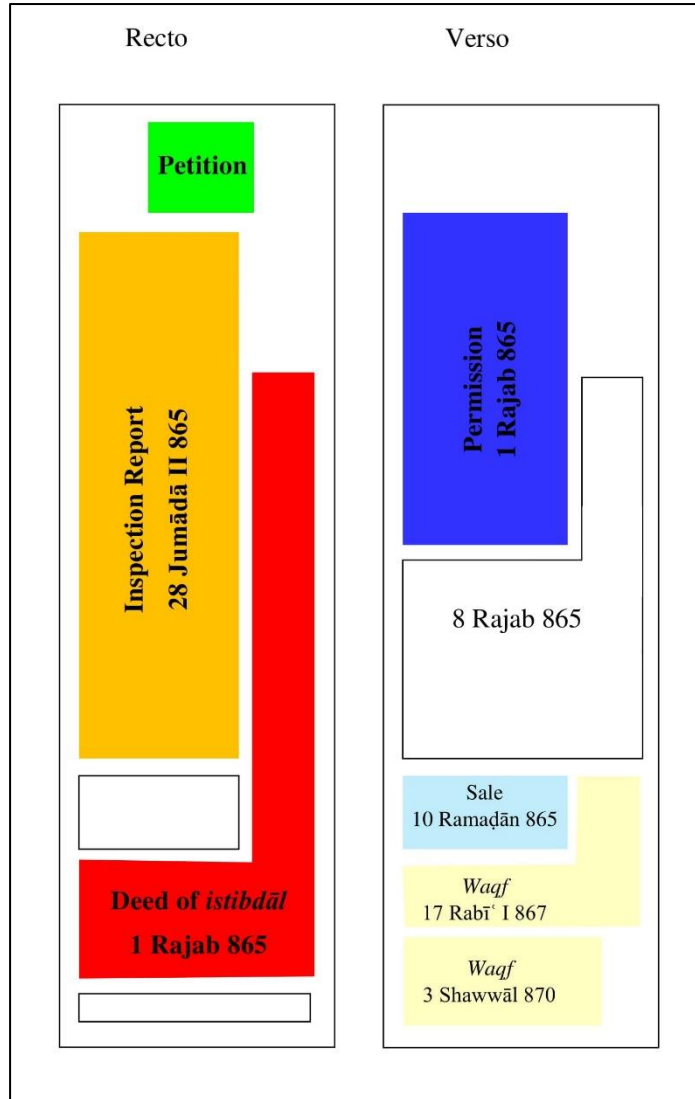 Recto
Petition
Inspection Report
28 Jumādā II 865
Deed of istibdāl
1 Rajab 865
Verso
Permission
1 Rajab 865
8 Rajab 865
Sale
10 Ramaḍān 865
Waqf
17 Rabīʿ I 867
Waqf
3 Shawwāl 870